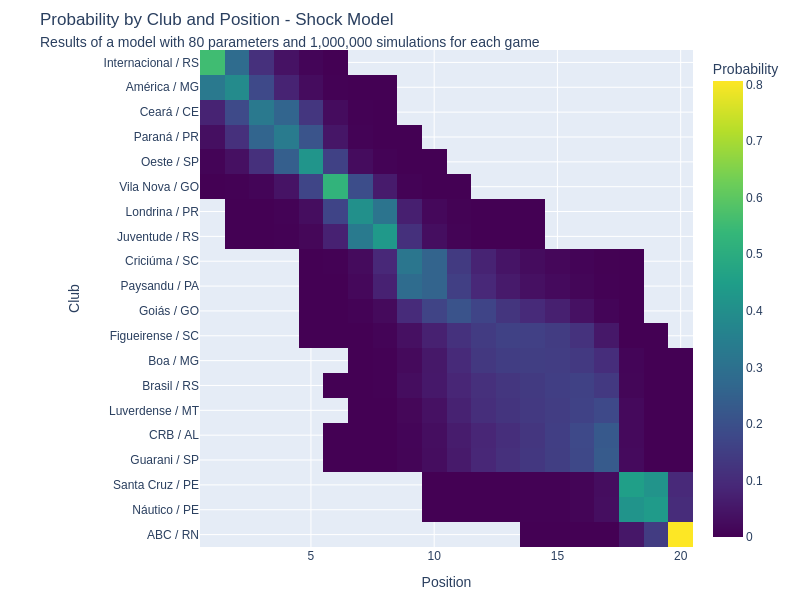 Probability by Club and Position - Shock Model
Results of a model with 80 parameters and 1,000,000 simulations for each game
Internacional / RS
América / MG
Ceará / CE
Paraná / PR
Oeste / SP
Vila Nova / GO
Londrina / PR
Juventude / RS
Criciúma / SC
Paysandu / PA
Goiás / GO
Figueirense / SC
Boa / MG
Brasil / RS
Luverdense / MT
CRB / AL
Guarani / SP
Santa Cruz / PE
Náutico / PE
ABC / RN
Club
5
10
15
20
Position
Probability
0.8
0.7
0.6
0.5
0.4
0.3
0.2
0.1
0